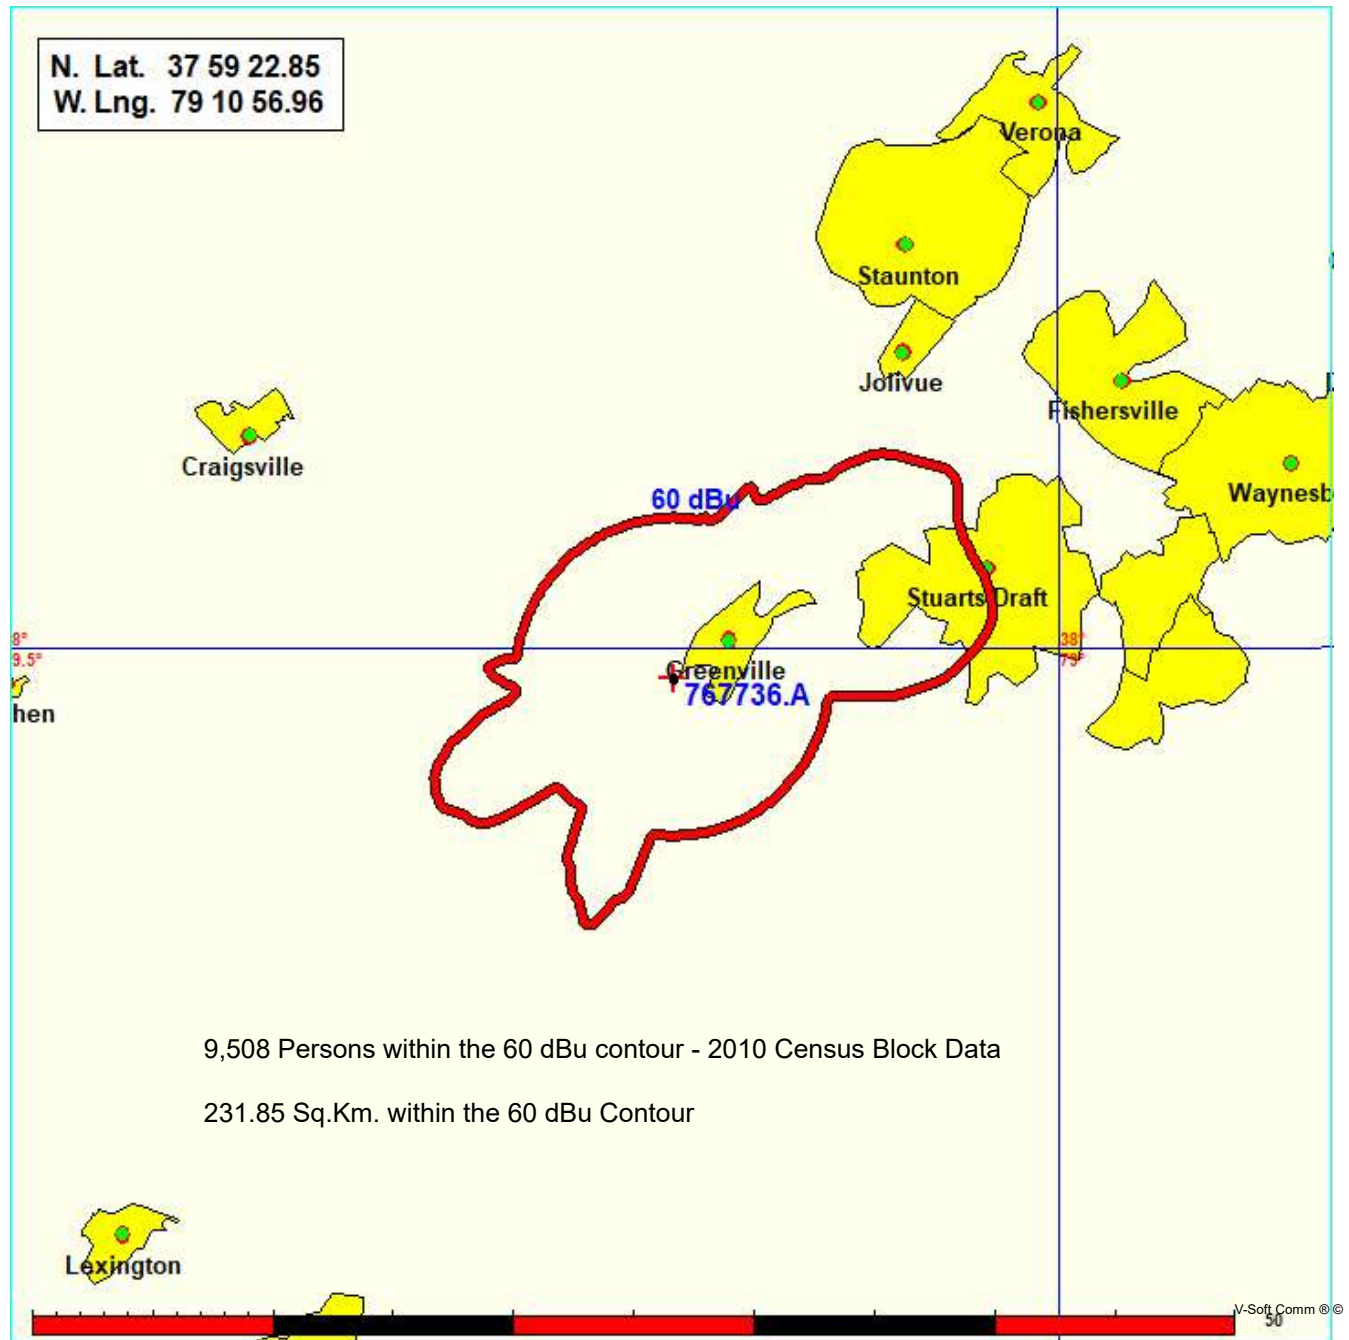 N. Lat. 37 59 22.85
W. Lng. 79 10 56.96
Verona
Staunton
Jolivue
Fishersville
Craigsville
Waynesb
60 dBu
Stuarts Draft
8°
9.5°
38°
79°
Greenville
767736.A
hen
9,508 Persons within the 60 dBu contour - 2010 Census Block Data
231.85 Sq.Km. within the 60 dBu Contour
Lexington
V-Soft Comm ® ©
50